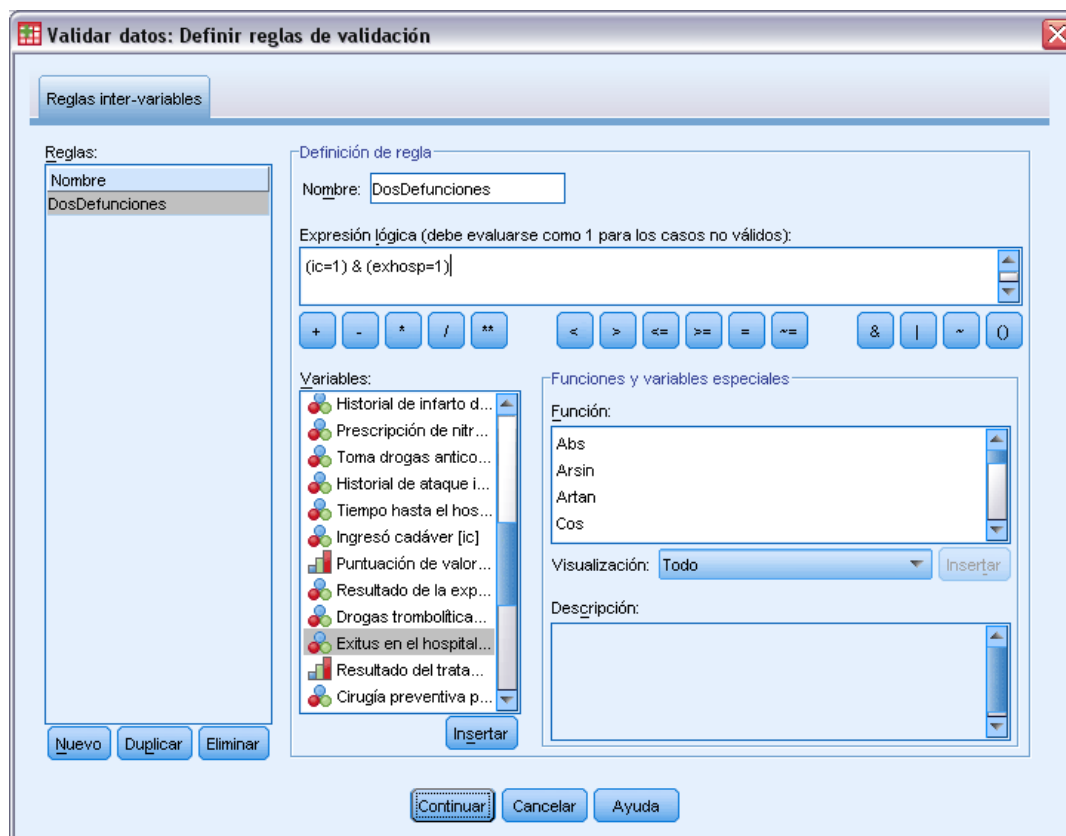 Validar datos: Definir reglas de validación
Reglas inter-variables
Reglas:
Nombre
DosDefunciones
Definición de regla
Nombre: DosDefunciones
Expresión lógica (debe evaluarse como 1 para los casos no válidos):
(ic=1) & (exhosp=1)
+ - * / ** < > <= >= = ~= & | ~ ()
Variables:
Historial de infarto d...
Prescripción de nitr...
Toma drogas antico...
Historial de ataque i...
Tiempo hasta el hos...
Ingresó cadáver [ic]
Puntuación de valor...
Resultado de la exp...
Drogas trombolítica...
Exitus en el hospital...
Resultado del trata...
Cirugía preventiva p...
Insertar
Funciones y variables especiales
Función:
Abs
Arsin
Artan
Cos
Visualización: Todo Insertar
Descripción:
Nuevo Duplicar Eliminar
Continuar Cancelar Ayuda